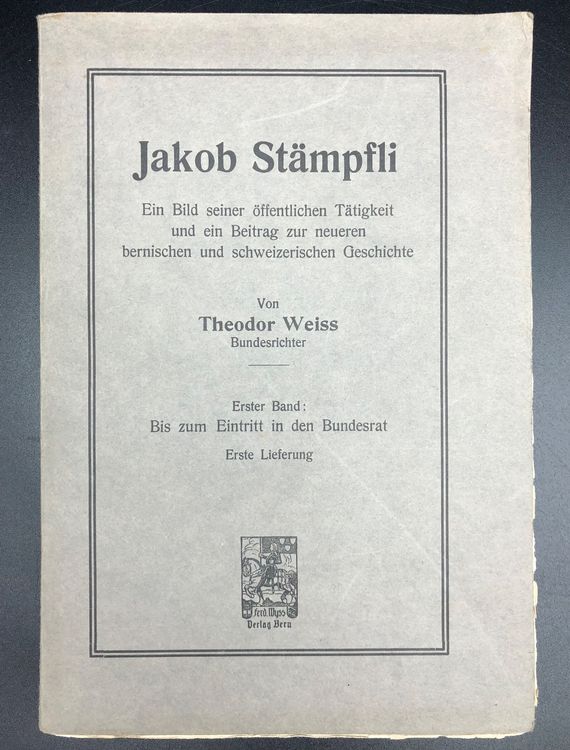 Jakob Stämpfli
Ein Bild seiner öffentlichen Tätigkeit
und ein Beitrag zur neueren
bernischen und schweizerischen Geschichte
Von
Theodor Weiss
Bundesrichter
Erster Band:
Bis zum Eintritt in den Bundesrat
Erste Lieferung
Ferd. Wyss
Verlag Bern